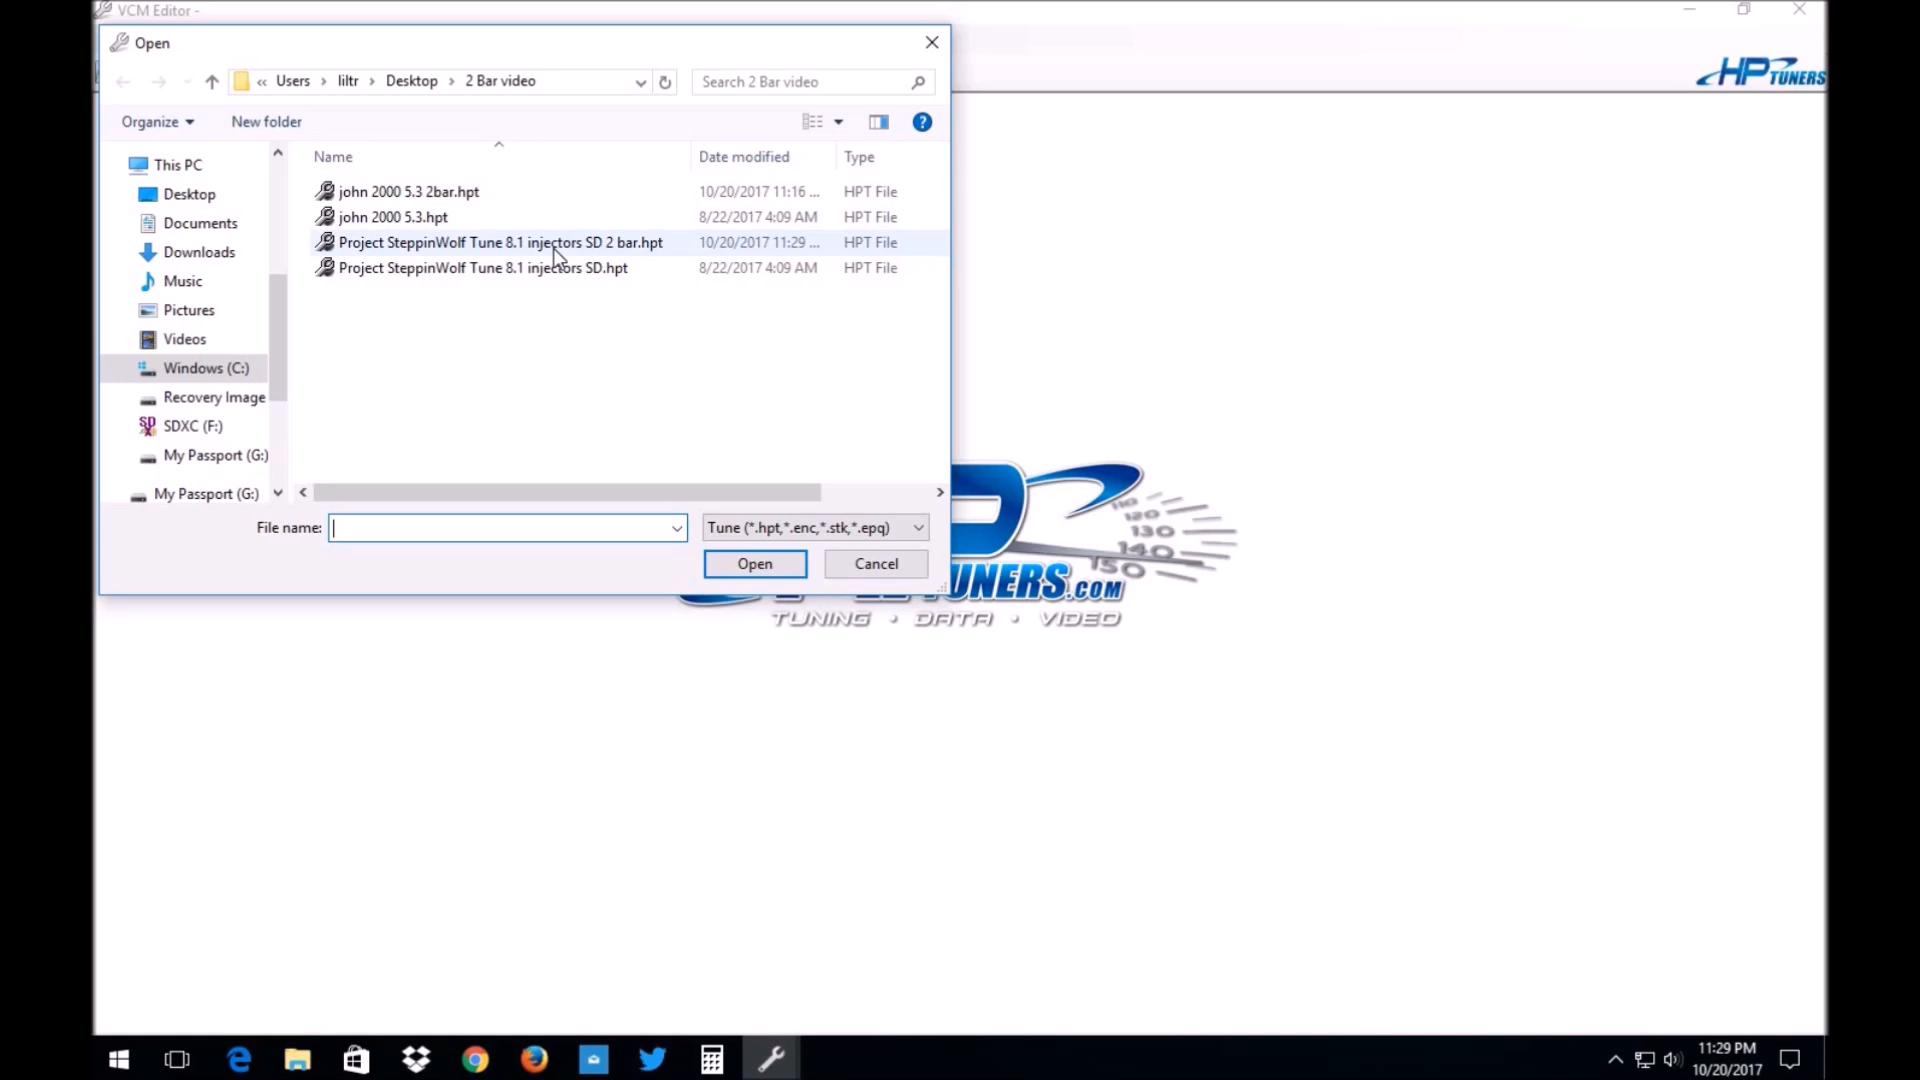 VCM Editor -
Open
« Users › liltr › Desktop › 2 Bar video
Search 2 Bar video
HP TUNERS
Organize
New folder
Name
Date modified
Type
john 2000 5.3 2bar.hpt 10/20/2017 11:16 ... HPT File
john 2000 5.3.hpt 8/22/2017 4:09 AM HPT File
Project SteppinWolf Tune 8.1 injectors SD 2 bar.hpt 10/20/2017 11:29 ... HPT File
Project SteppinWolf Tune 8.1 injectors SD.hpt 8/22/2017 4:09 AM HPT File
This PC
Desktop
Documents
Downloads
Music
Pictures
Videos
Windows (C:)
Recovery Image
SDXC (F:)
My Passport (G:)
My Passport (G:)
File name:
Tune (*.hpt,*.enc,*.stk,*.epq)
Open
Cancel
110
120
130
140
150
TUNERS.COM
TUNING • DATA • VIDEO
11:29 PM
10/20/2017